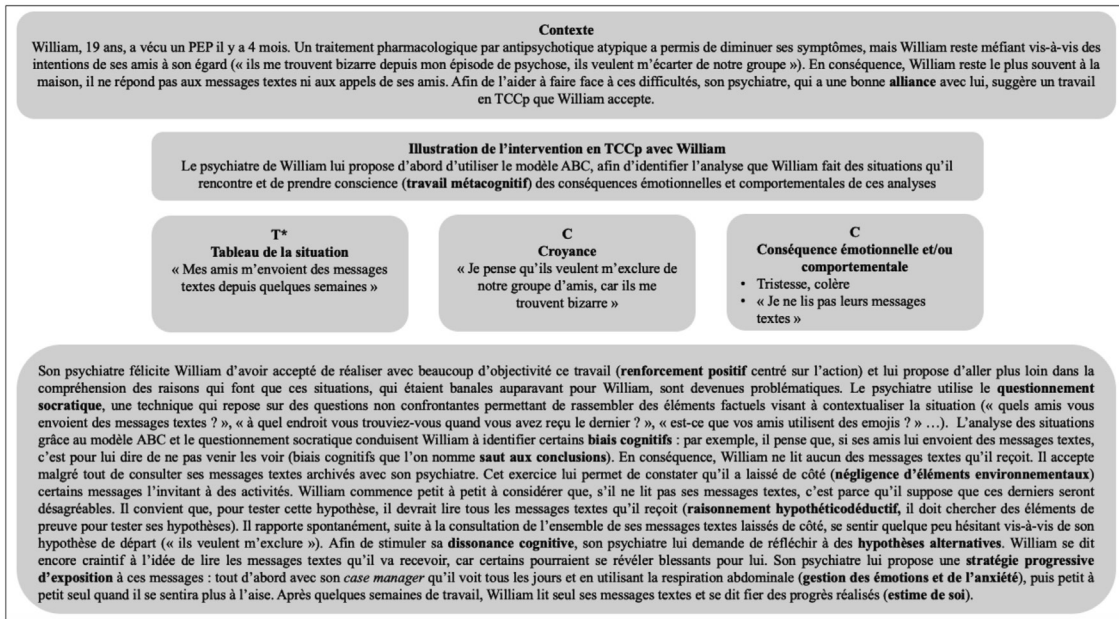 Contexte
William, 19 ans, a vécu un PEP il y a 4 mois. Un traitement pharmacologique par antipsychotique atypique a permis de diminuer ses symptômes, mais William reste méfiant vis-à-vis des
intentions de ses amis à son égard (« ils me trouvent bizarre depuis mon épisode de psychose, ils veulent m’écarter de notre groupe »). En conséquence, William reste le plus souvent à la
maison, il ne répond pas aux messages textes ni aux appels de ses amis. Afin de l’aider à faire face à ces difficultés, son psychiatre, qui a une bonne alliance avec lui, suggère un travail
en TCCp que William accepte.
Illustration de l’intervention en TCCp avec William
Le psychiatre de William lui propose d’abord d’utiliser le modèle ABC, afin d’identifier l’analyse que William fait des situations qu’il
rencontre et de prendre conscience (travail métacognitif) des conséquences émotionnelles et comportementales de ces analyses
T*
Tableau de la situation
« Mes amis m’envoient des messages
textes depuis quelques semaines »
C
Croyance
« Je pense qu’ils veulent m’exclure de
notre groupe d’amis, car ils me
trouvent bizarre »
C
Conséquence émotionnelle et/ou
comportementale
• Tristesse, colère
• « Je ne lis pas leurs messages
textes »
Son psychiatre félicite William d’avoir accepté de réaliser avec beaucoup d’objectivité ce travail (renforcement positif centré sur l’action) et lui propose d’aller plus loin dans la
compréhension des raisons qui font que ces situations, qui étaient banales auparavant pour William, sont devenues problématiques. Le psychiatre utilise le questionnement
socratique, une technique qui repose sur des questions non confrontantes permettant de rassembler des éléments factuels visant à contextualiser la situation (« quels amis vous
envoient des messages textes ? », « à quel endroit vous trouviez-vous quand vous avez reçu le dernier ? », « est-ce que vos amis utilisent des emojis ? » …). L’analyse des situations
grâce au modèle ABC et le questionnement socratique conduisent William à identifier certains biais cognitifs : par exemple, il pense que, si ses amis lui envoient des messages textes,
c’est pour lui dire de ne pas venir les voir (biais cognitifs que l’on nomme saut aux conclusions). En conséquence, William ne lit aucun des messages textes qu’il reçoit. Il accepte
malgré tout de consulter ses messages textes archivés avec son psychiatre. Cet exercice lui permet de constater qu’il a laissé de côté (négligence d’éléments environnementaux)
certains messages l’invitant à des activités. William commence petit à petit à considérer que, s’il ne lit pas ses messages textes, c’est parce qu’il suppose que ces derniers seront
désagréables. Il convient que, pour tester cette hypothèse, il devrait lire tous les messages textes qu’il reçoit (raisonnement hypothéticodéductif, il doit chercher des éléments de
preuve pour tester ses hypothèses). Il rapporte spontanément, suite à la consultation de l’ensemble de ses messages textes laissés de côté, se sentir quelque peu hésitant vis-à-vis de son
hypothèse de départ (« ils veulent m’exclure »). Afin de stimuler sa dissonance cognitive, son psychiatre lui demande de réfléchir à des hypothèses alternatives. William se dit
encore craintif à l’idée de lire les messages textes qu’il va recevoir, car certains pourraient se révéler blessants pour lui. Son psychiatre lui propose une stratégie progressive
d’exposition à ces messages : tout d’abord avec son case manager qu’il voit tous les jours et en utilisant la respiration abdominale (gestion des émotions et de l’anxiété), puis petit à
petit seul quand il se sentira plus à l’aise. Après quelques semaines de travail, William lit seul ses messages textes et se dit fier des progrès réalisés (estime de soi).